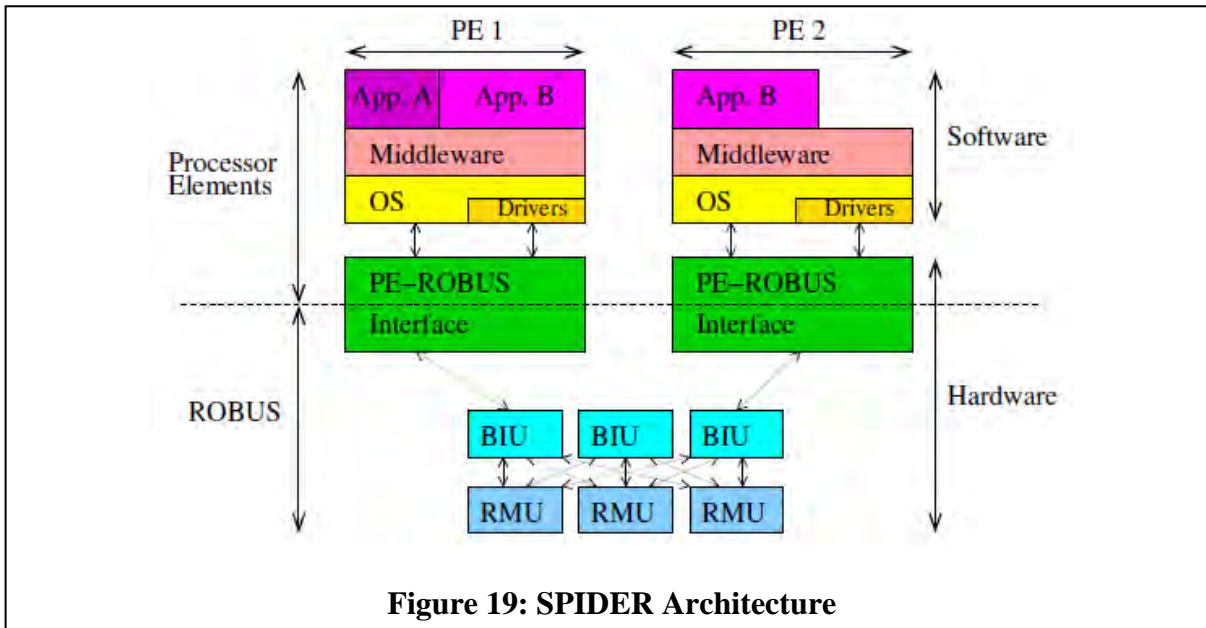 PE 1
PE 2
App. A
App. B
App. B
Software
Middleware
Middleware
Processor
Elements
OS
Drivers
OS
Drivers
PE–ROBUS
Interface
PE–ROBUS
Interface
ROBUS
Hardware
BIU
BIU
BIU
RMU
RMU
RMU
Figure 19: SPIDER Architecture